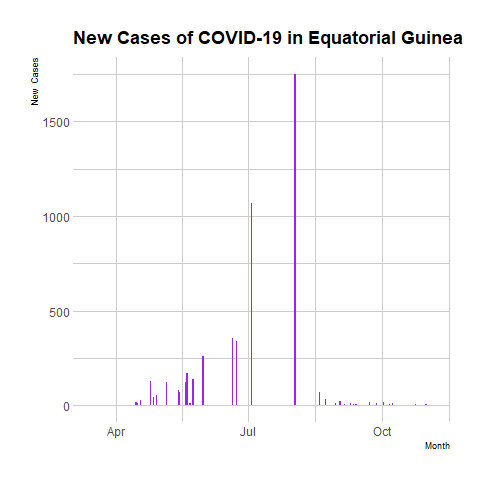 New Cases of COVID-19 in Equatorial Guinea
New Cases
1500
1000
500
0
Apr Jul Oct
Month